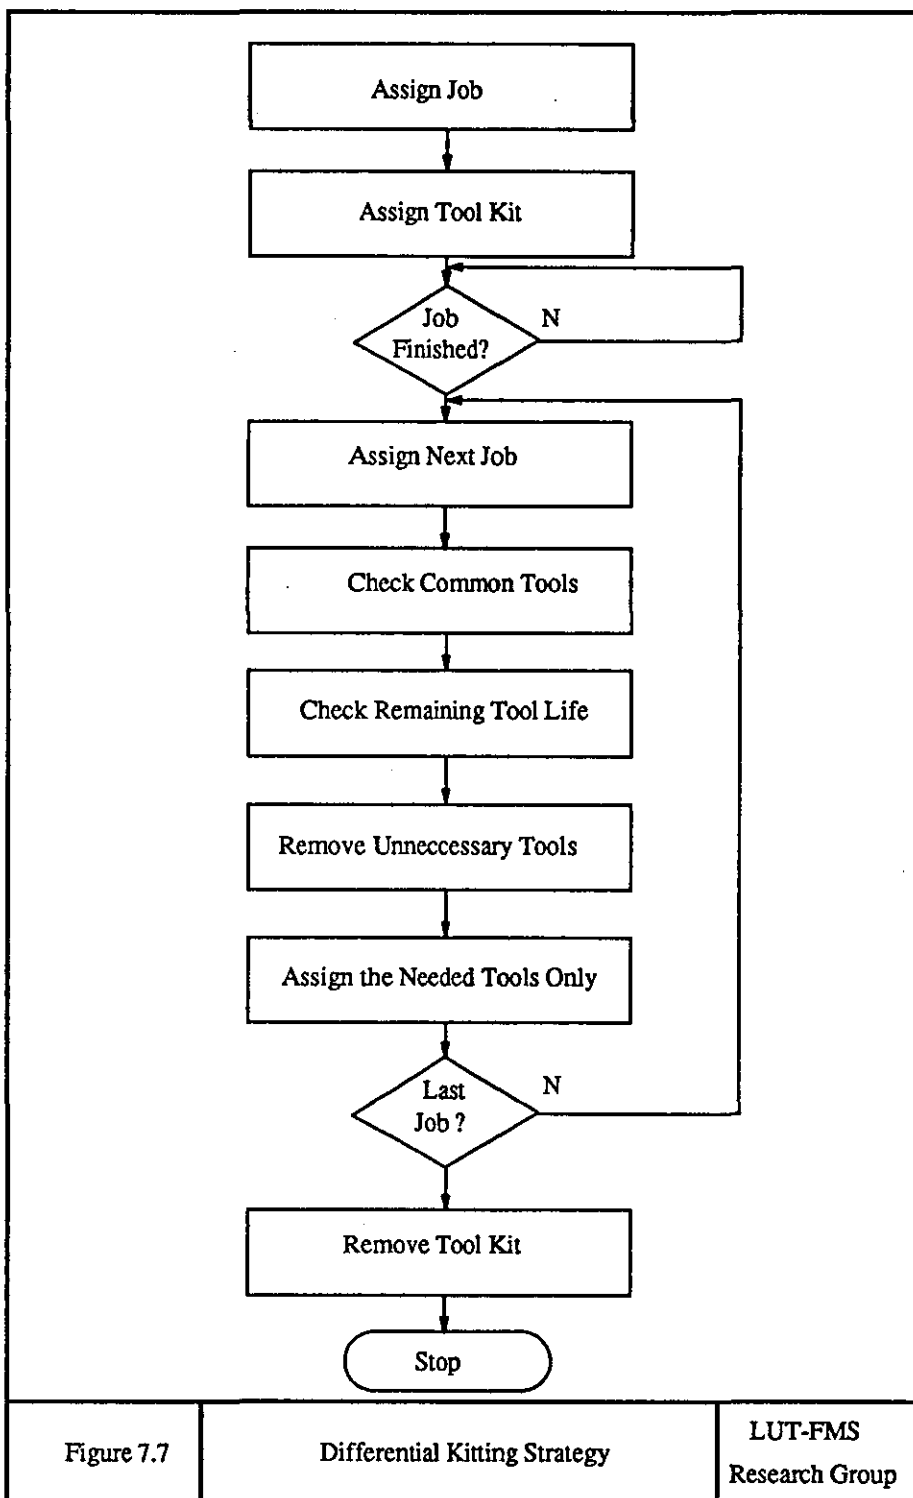 Assign Job
Assign Tool Kit
Job
Finished?
N
Assign Next Job
Check Common Tools
Check Remaining Tool Life
Remove Unneccessary Tools
Assign the Needed Tools Only
Last
Job ?
N
Remove Tool Kit
Stop
Figure 7.7
Differential Kitting Strategy
LUT-FMS
Research Group